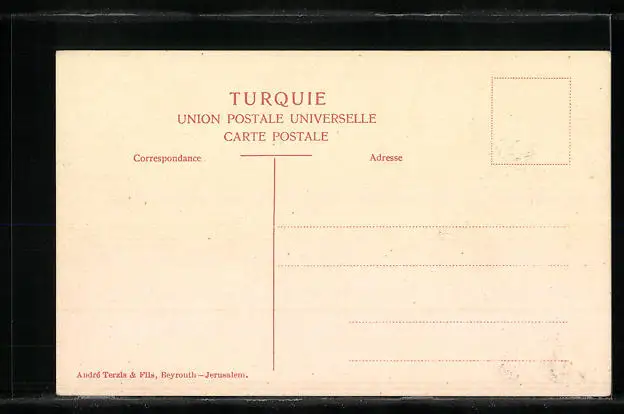 TURQUIE
UNION POSTALE UNIVERSELLE
CARTE POSTALE
Correspondance
Adresse
André Terzis & Fils, Beyrouth—Jerusalem.